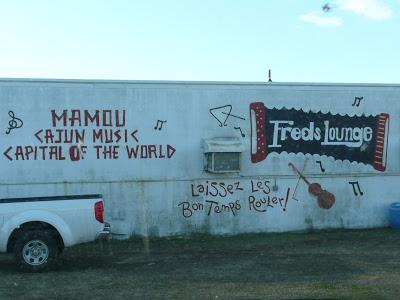 MAMOU
CAJUN MUSIC
CAPITAL OF THE WORLD
Freds Lounge
Laissez Les
Bon Temps Rouler!